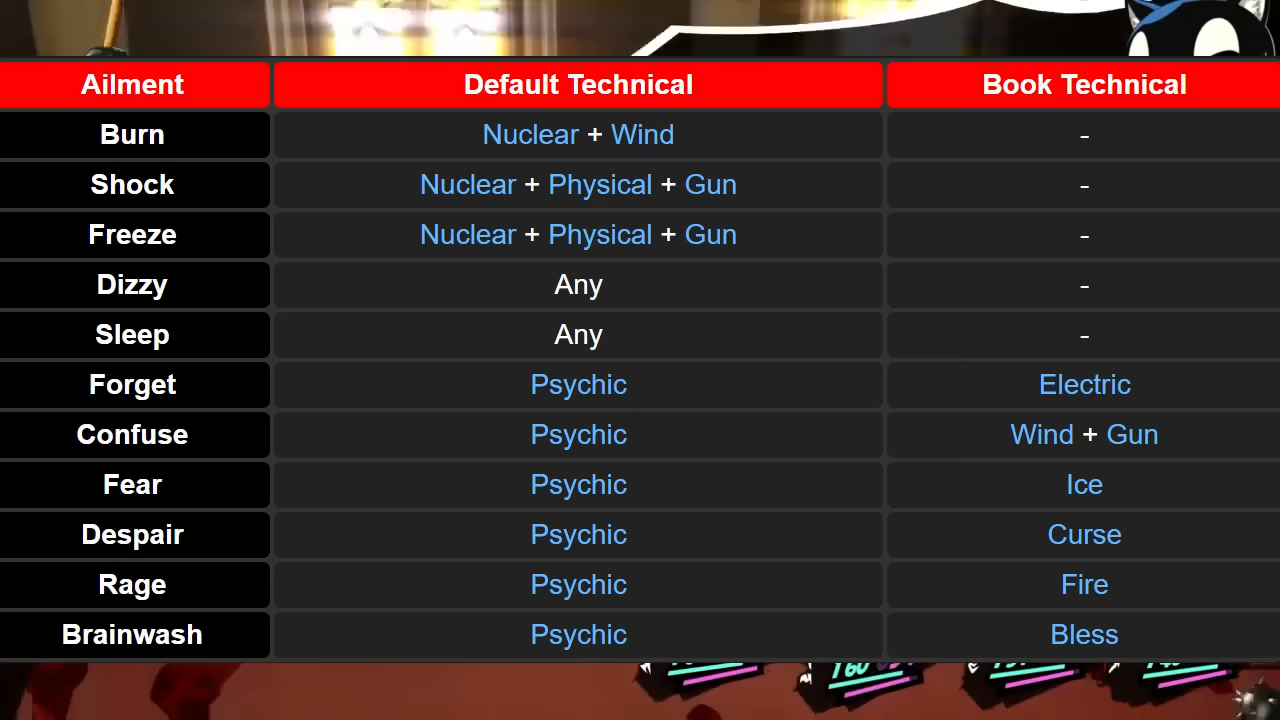 Ailment Default Technical Book Technical
Burn Nuclear + Wind -
Shock Nuclear + Physical + Gun -
Freeze Nuclear + Physical + Gun -
Dizzy Any -
Sleep Any -
Forget Psychic Electric
Confuse Psychic Wind + Gun
Fear Psychic Ice
Despair Psychic Curse
Rage Psychic Fire
Brainwash Psychic Bless